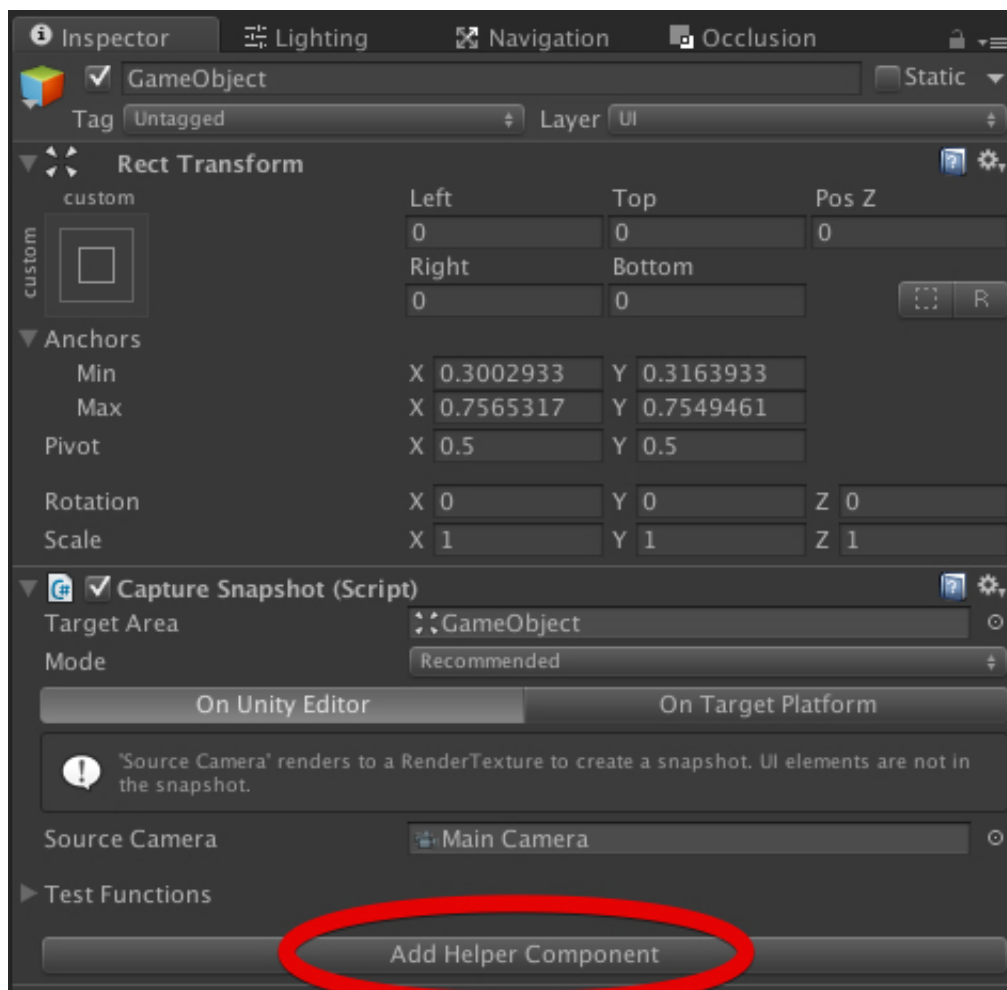 Inspector Lighting Navigation Occlusion
GameObject Static
Tag Untagged Layer UI
Rect Transform
custom Left Top Pos Z
custom
0 0 0
Right Bottom
0 0 R
Anchors
Min X 0.3002933 Y 0.3163933
Max X 0.7565317 Y 0.7549461
Pivot X 0.5 Y 0.5
Rotation X 0 Y 0 Z 0
Scale X 1 Y 1 Z 1
C# Capture Snapshot (Script)
Target Area GameObject
Mode Recommended
On Unity Editor On Target Platform
"Source Camera" renders to a RenderTexture to create a snapshot. UI elements are not in
the snapshot.
Source Camera Main Camera
Test Functions
Add Helper Component